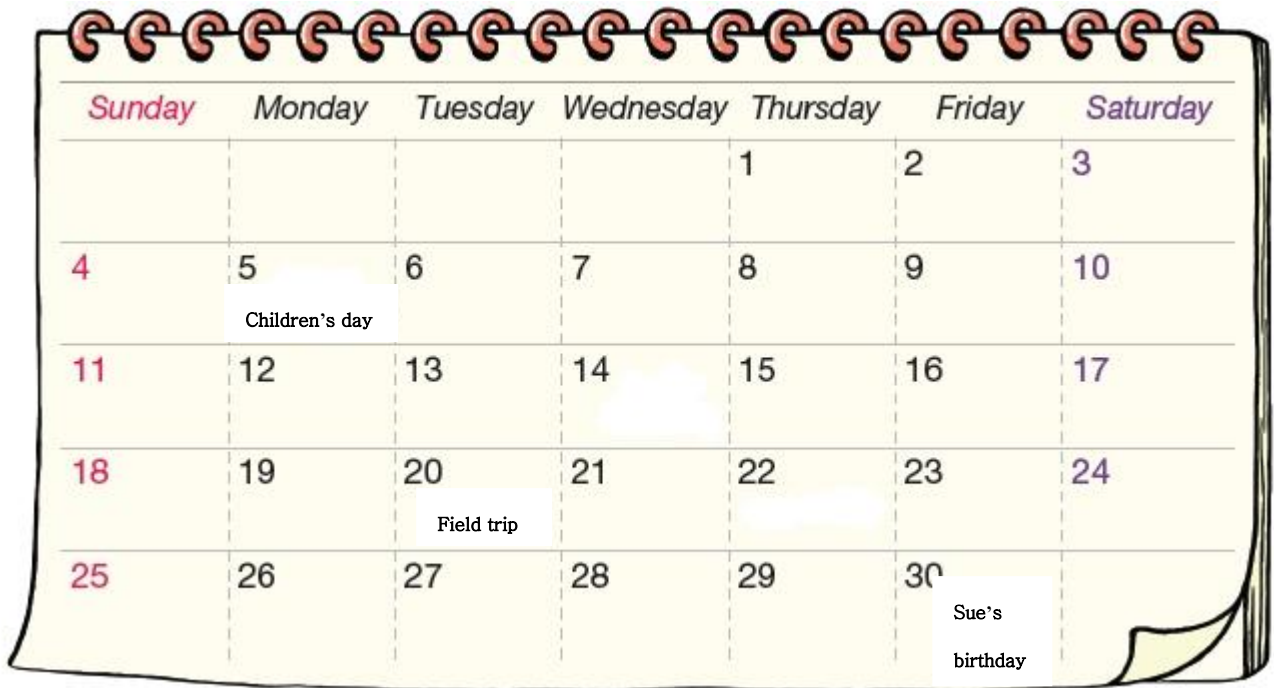 Sunday Monday Tuesday Wednesday Thursday Friday Saturday
1 2 3
4 5 6 7 8 9 10
Children's day
11 12 13 14 15 16 17
18 19 20 21 22 23 24
Field trip
25 26 27 28 29 30
Sue's
birthday